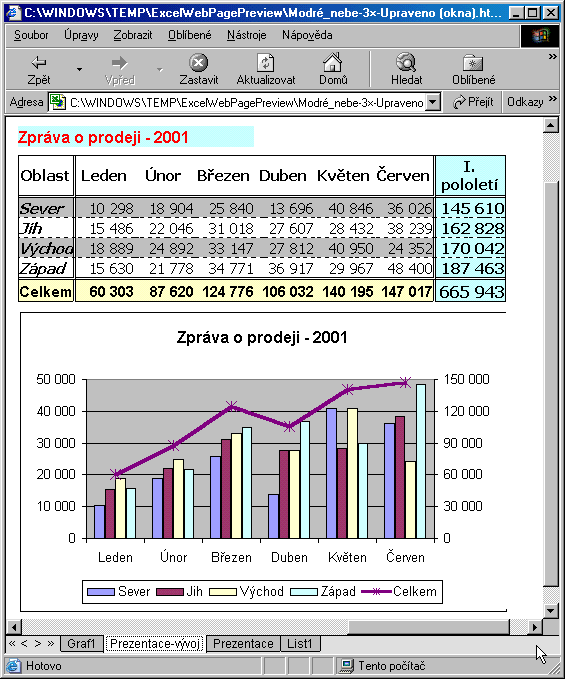 C:\WINDOWS\TEMP\ExcelWebPagePreview\Modré_nebe-3×-Upraveno (okna).ht...
Soubor Úpravy Zobrazit Oblíbené Nástroje Nápověda »
Zpět Vpřed Zastavit Aktualizovat Domů Hledat Oblíbené »
Adresa C:\WINDOWS\TEMP\ExcelWebPagePreview\Modré_nebe-3×-Upraveno Přejít Odkazy »
Zpráva o prodeji - 2001
Oblast Leden Únor Březen Duben Květen Červen I. pololetí
Sever 10 298 18 904 25 840 13 696 40 846 36 026 145 610
Jih 15 486 22 046 31 018 27 607 28 432 38 239 162 828
Východ 18 889 24 892 33 147 27 812 40 950 24 352 170 042
Západ 15 630 21 778 34 771 36 917 29 967 48 400 187 463
Celkem 60 303 87 620 124 776 106 032 140 195 147 017 665 943
Zpráva o prodeji - 2001
50 000 150 000
40 000 120 000
30 000 90 000
20 000 60 000
10 000 30 000
0 0
Leden Únor Březen Duben Květen Červen
Sever Jih Východ Západ Celkem
« < > » Graf1 Prezentace-vývoj Prezentace List1
Hotovo Tento počítač